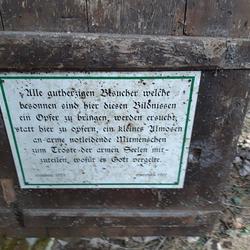 Alle gutherzigen Besucher welche
besonnen sind hier diesen Bildnissen
ein Opfer zu bringen, werden ersucht,
statt hier zu opfern, ein kleines Almosen
an arme notleidende Mitmenschen
zum Troste der armen Seelen mit-
zuteilen, wofür es Gott vergelte.